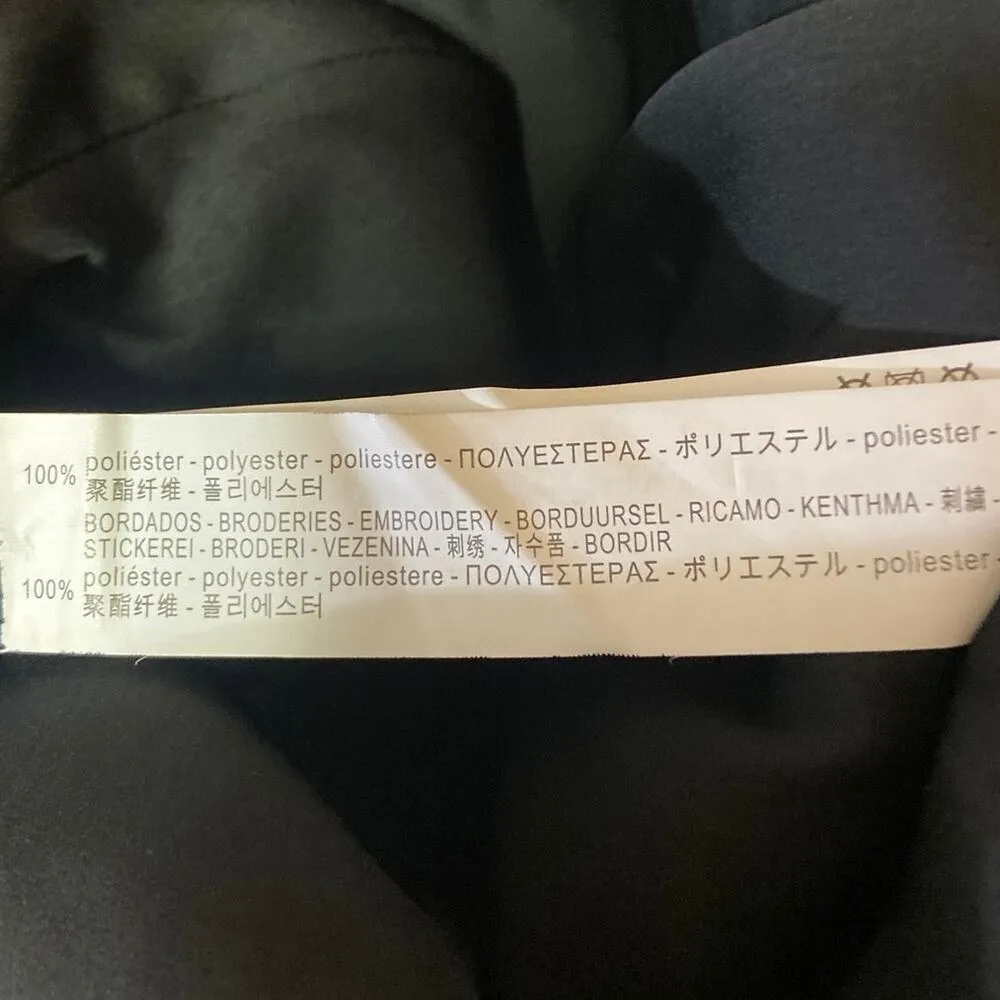 100% poliéster - polyester - poliestere - ΠΟΛΥΕΣΤΕΡΑΣ - ポリエステル - poliester -
聚酯纤维 - 폴리에스터
BORDADOS - BRODERIES - EMBROIDERY - BORDUURSEL - RICAMO - KENTHMA - 刺繍 -
STICKEREI - BRODERI - VEZENINA - 刺绣 - 자수품 - BORDIR
100% poliéster - polyester - poliestere - ΠΟΛΥΕΣΤΕΡΑΣ - ポリエステル - poliester -
聚酯纤维 - 폴리에스터